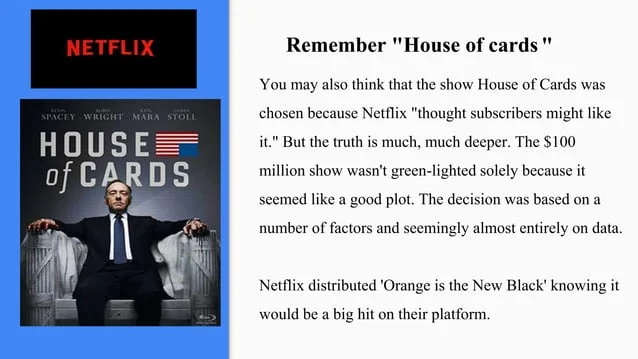 NETFLIX
KEVIN ROBIN KATE JAMES
SPACEY WRIGHT MARA STOLL
HOUSE
of CARDS
Remember "House of cards"
You may also think that the show House of Cards was
chosen because Netflix "thought subscribers might like
it." But the truth is much, much deeper. The $100
million show wasn't green-lighted solely because it
seemed like a good plot. The decision was based on a
number of factors and seemingly almost entirely on data.
Netflix distributed 'Orange is the New Black' knowing it
would be a big hit on their platform.